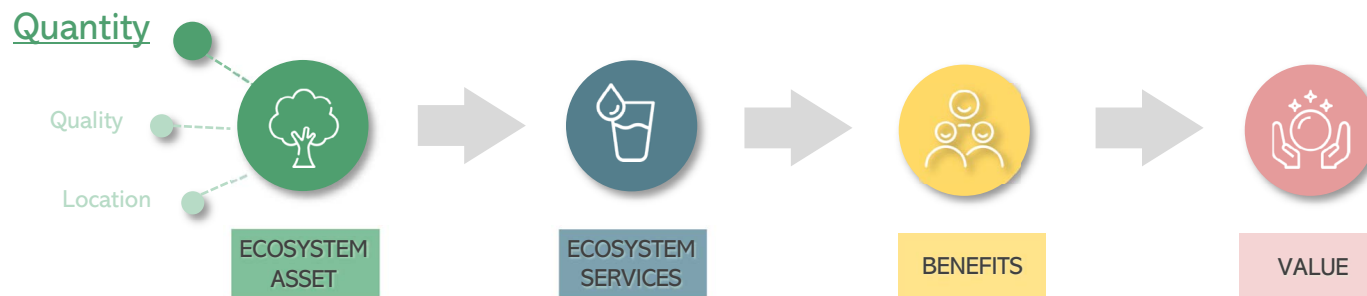 Quantity
Quality
Location
ECOSYSTEM
ASSET
ECOSYSTEM
SERVICES
BENEFITS
VALUE